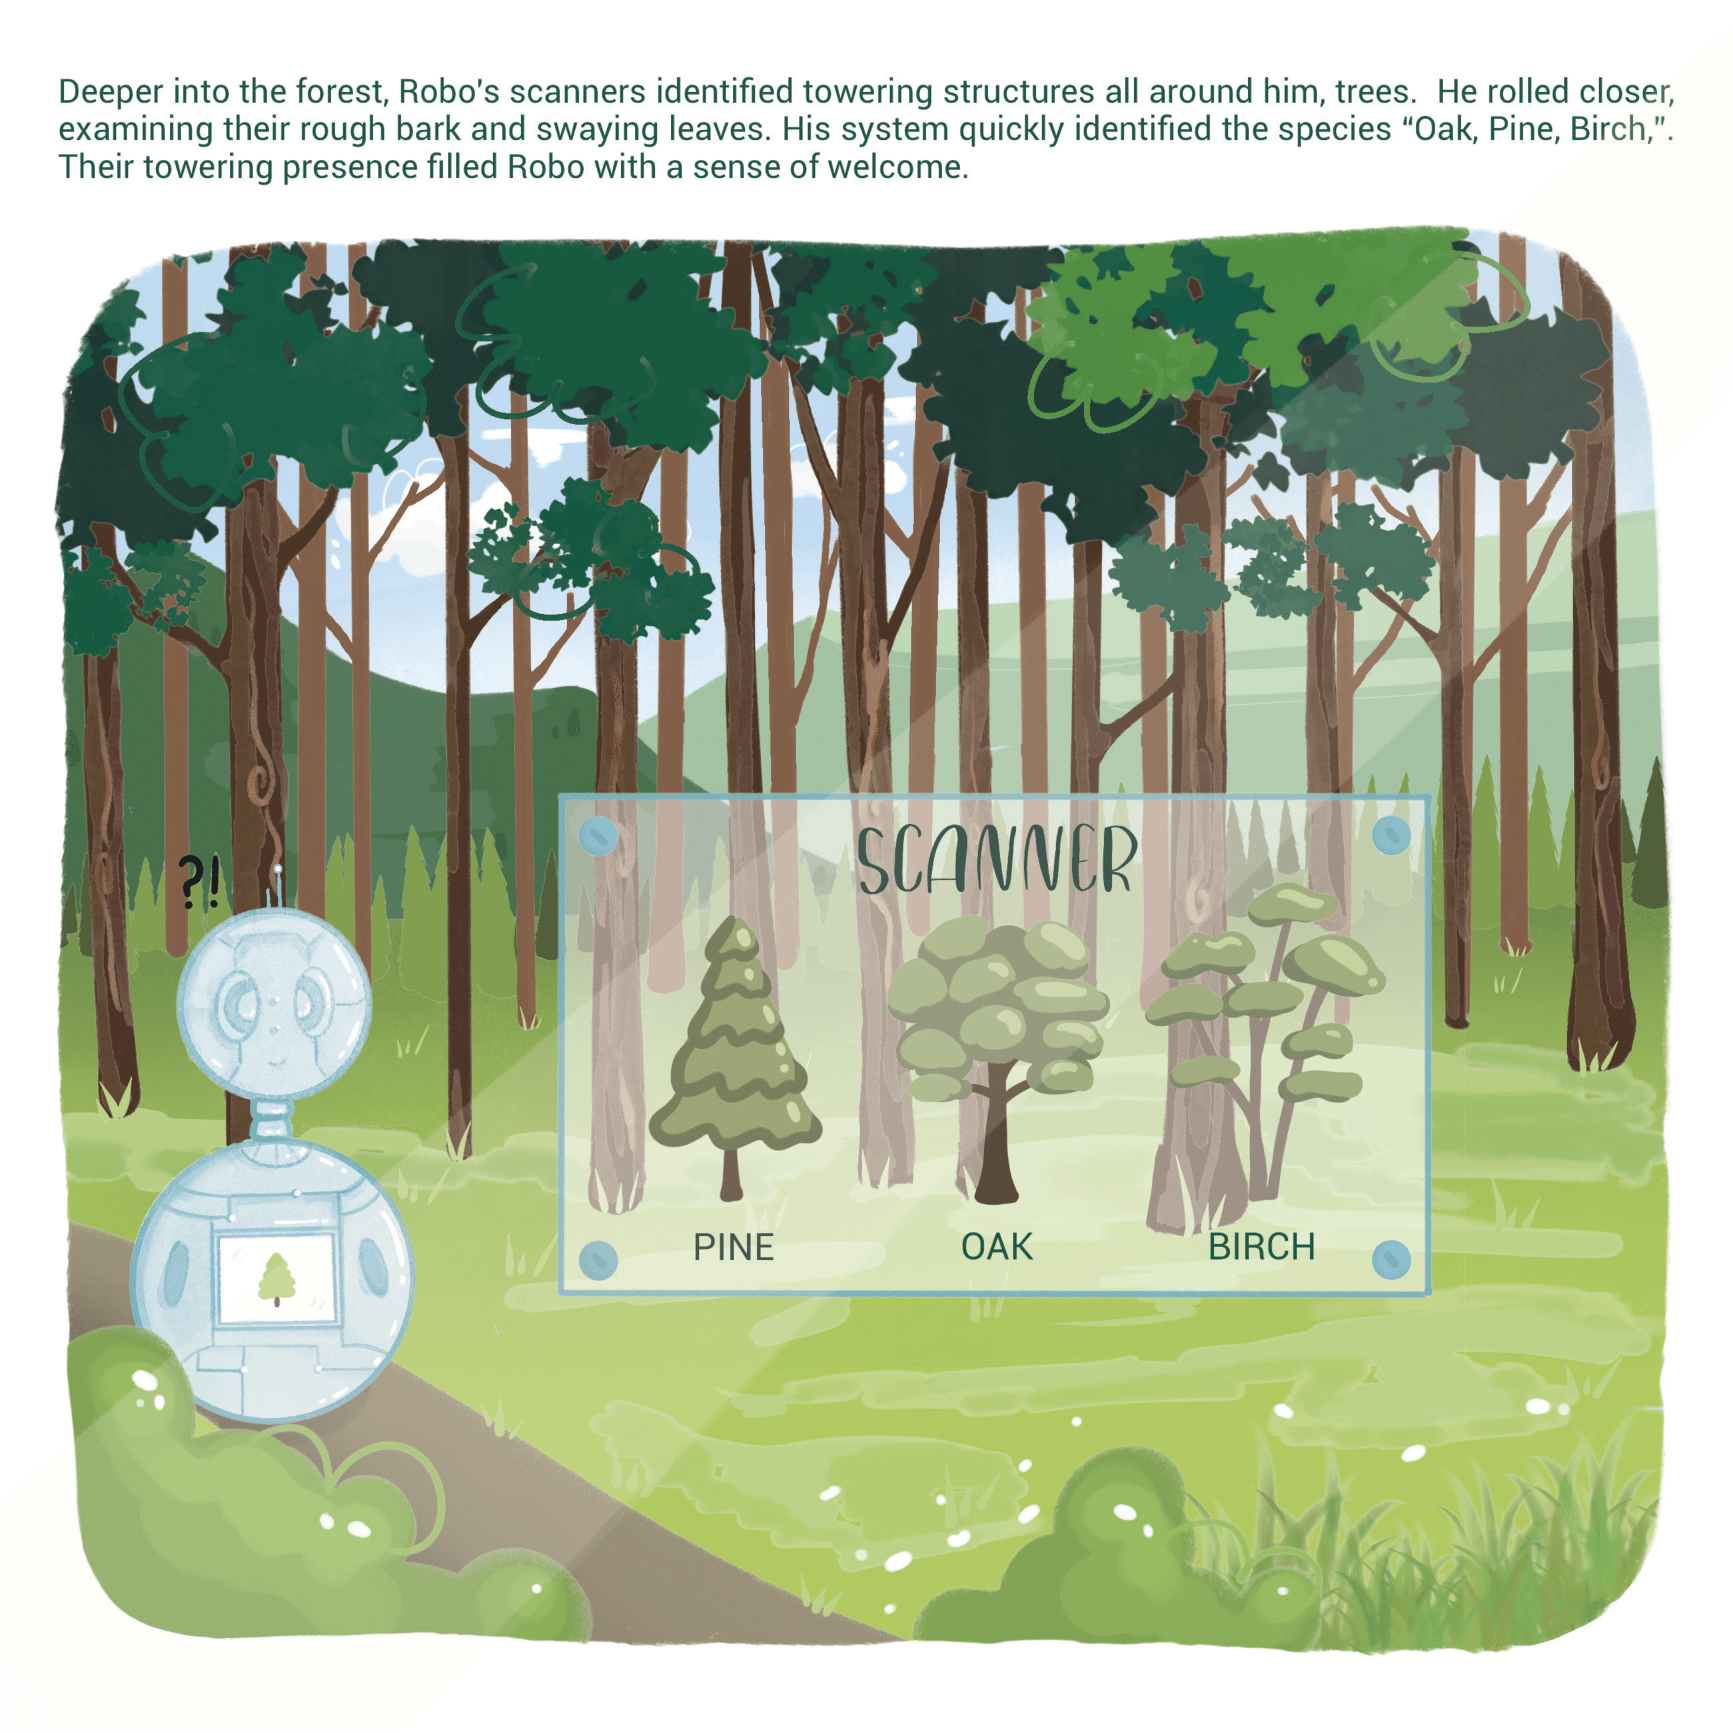 Deeper into the forest, Robo's scanners identified towering structures all around him, trees.  He rolled closer,
examining their rough bark and swaying leaves. His system quickly identified the species “Oak, Pine, Birch,”.
Their towering presence filled Robo with a sense of welcome.
?!
SCANNER
PINE OAK BIRCH